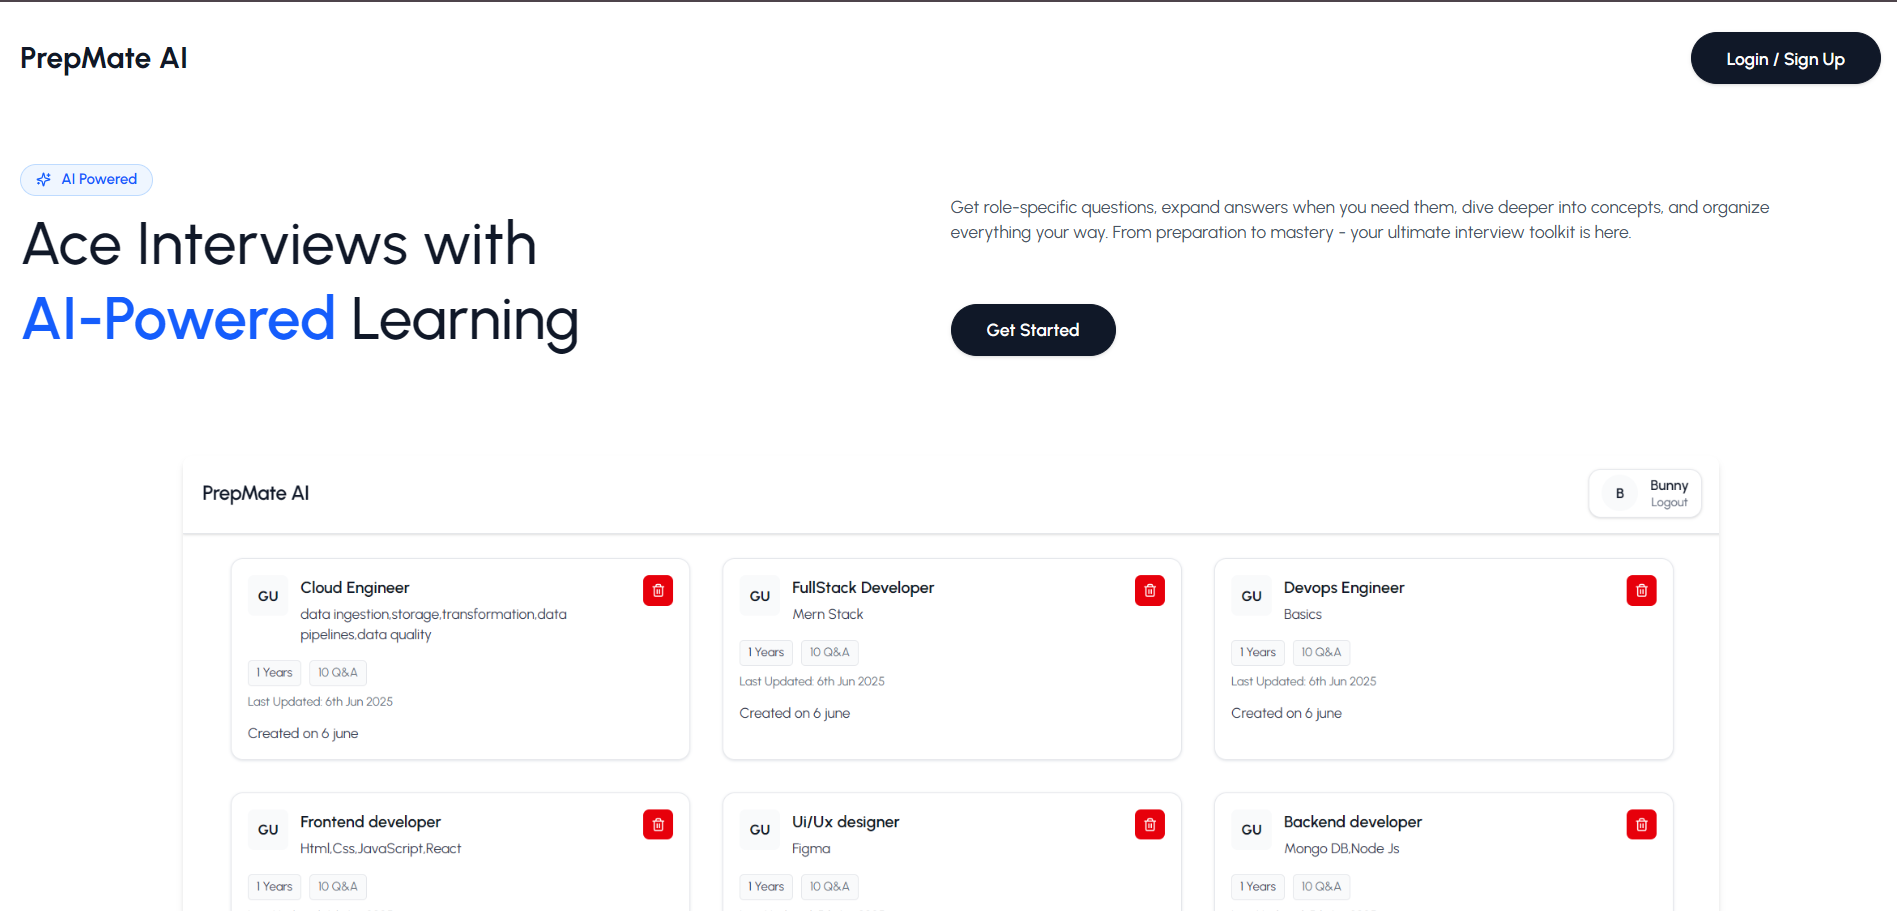 PrepMate AI
Login / Sign Up
AI Powered
Ace Interviews with
AI-Powered Learning
Get role-specific questions, expand answers when you need them, dive deeper into concepts, and organize
everything your way. From preparation to mastery - your ultimate interview toolkit is here.
Get Started
PrepMate AI
B
Bunny
Logout
GU
Cloud Engineer
data ingestion,storage,transformation,data
pipelines,data quality
1 Years
10 Q&A
Last Updated: 6th Jun 2025
Created on 6 june
GU
FullStack Developer
Mern Stack
1 Years
10 Q&A
Last Updated: 6th Jun 2025
Created on 6 june
GU
Devops Engineer
Basics
1 Years
10 Q&A
Last Updated: 6th Jun 2025
Created on 6 june
GU
Frontend developer
Html,Css,JavaScript,React
1 Years
10 Q&A
GU
Ui/Ux designer
Figma
1 Years
10 Q&A
GU
Backend developer
Mongo DB,Node Js
1 Years
10 Q&A